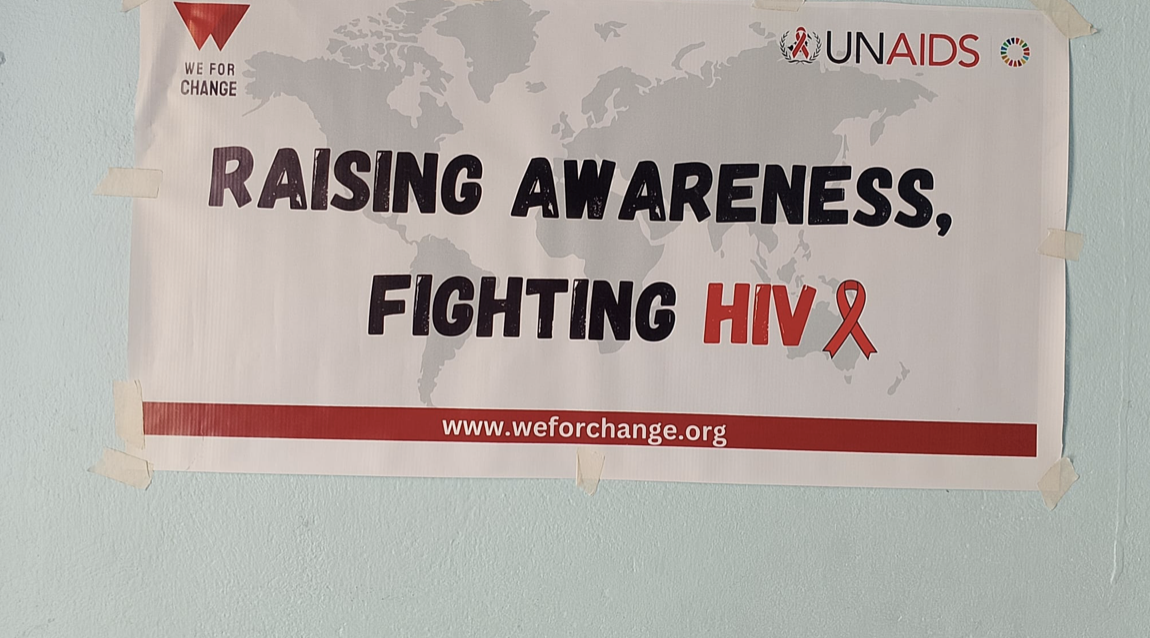 WE FOR
CHANGE
UNAIDS
RAISING AWARENESS,
FIGHTING HIV
www.weforchange.org